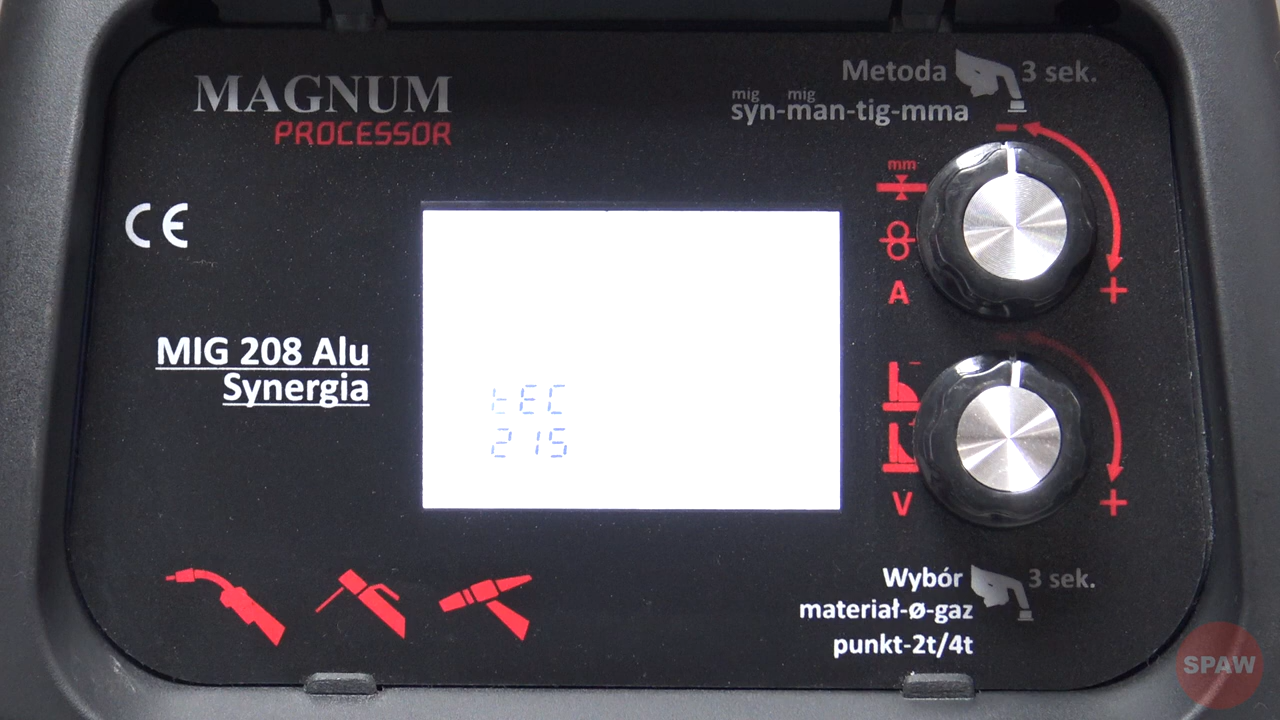 MAGNUM
PROCESSOR
CE
MIG 208 Alu
Synergia
tEC
215
Metoda 3 sek.
mig mig
syn-man-tig-mma
mm
A
V
Wybór 3 sek.
materiał-ø-gaz
punkt-2t/4t
SPAW